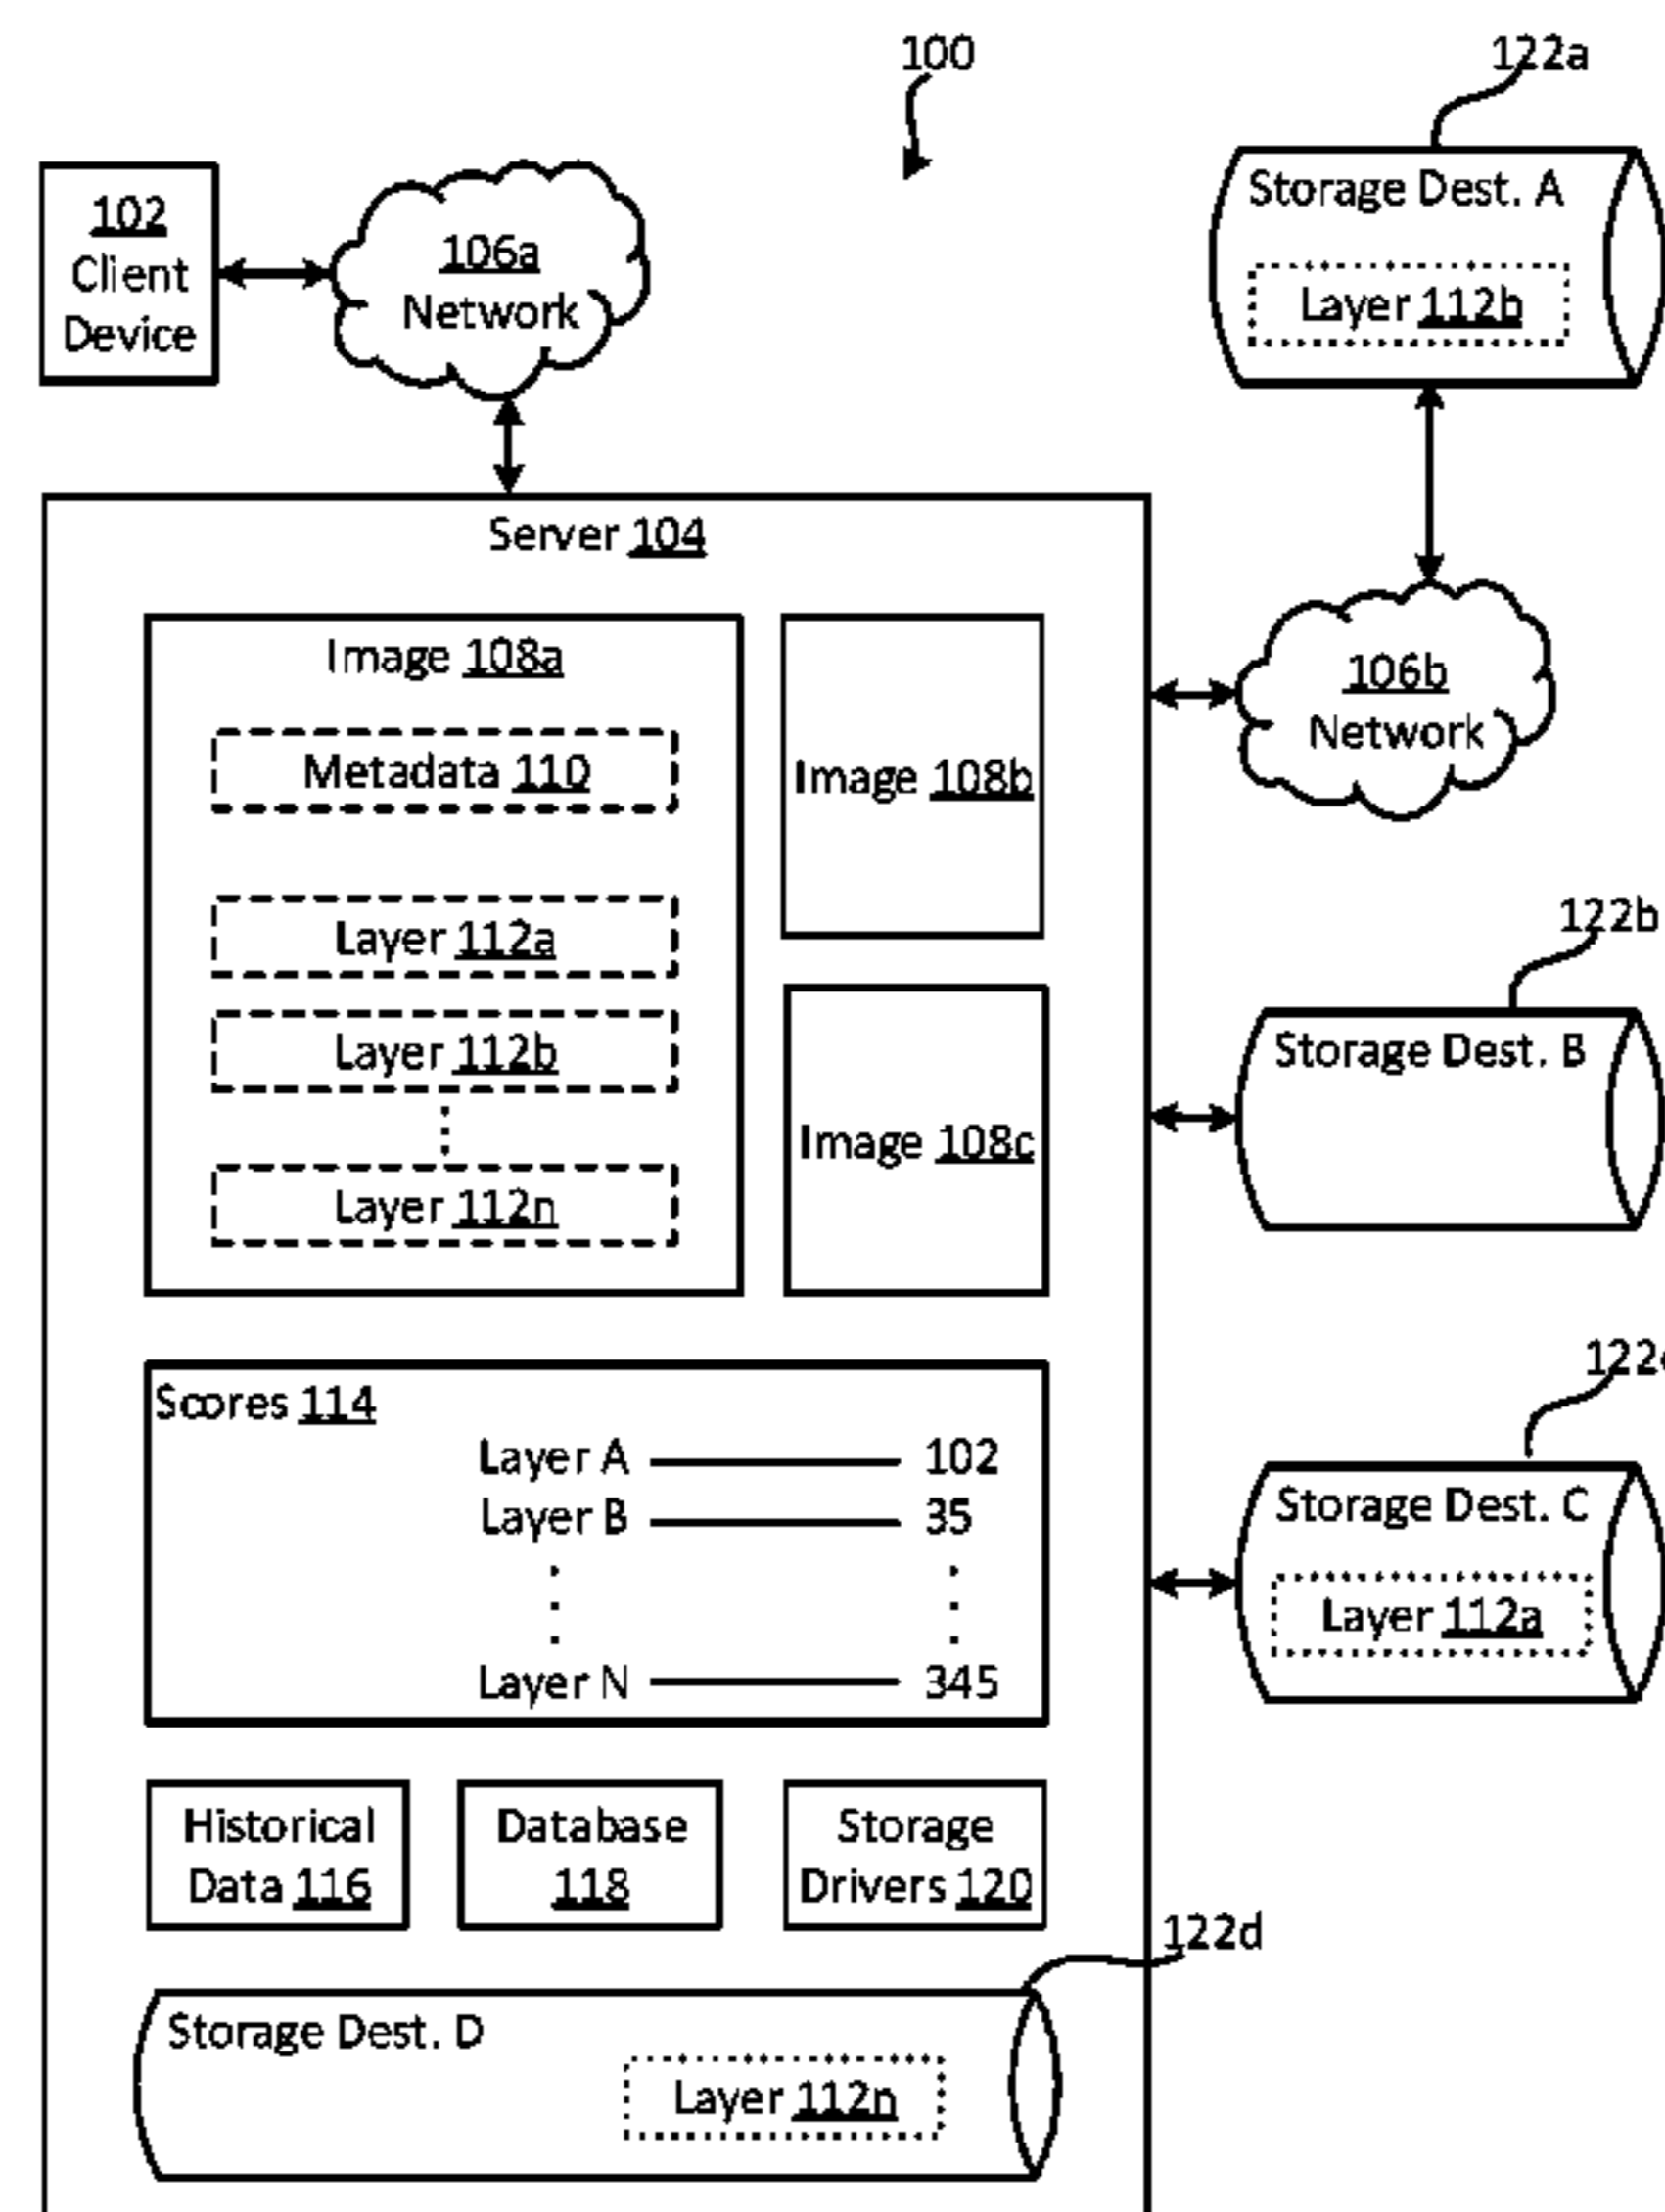 100
122a
102
Client
Device
106a
Network
Storage Dest. A
Layer 112b
Server 104
Image 108a
Metadata 110
Layer 112a
Layer 112b
Layer 112n
Image 108b
Image 108c
106b
Network
122b
Storage Dest. B
Scores 114
Layer A 102
Layer B 35
Layer N 345
122c
Storage Dest. C
Layer 112a
Historical
Data 116
Database
118
Storage
Drivers 120
122d
Storage Dest. D
Layer 112n